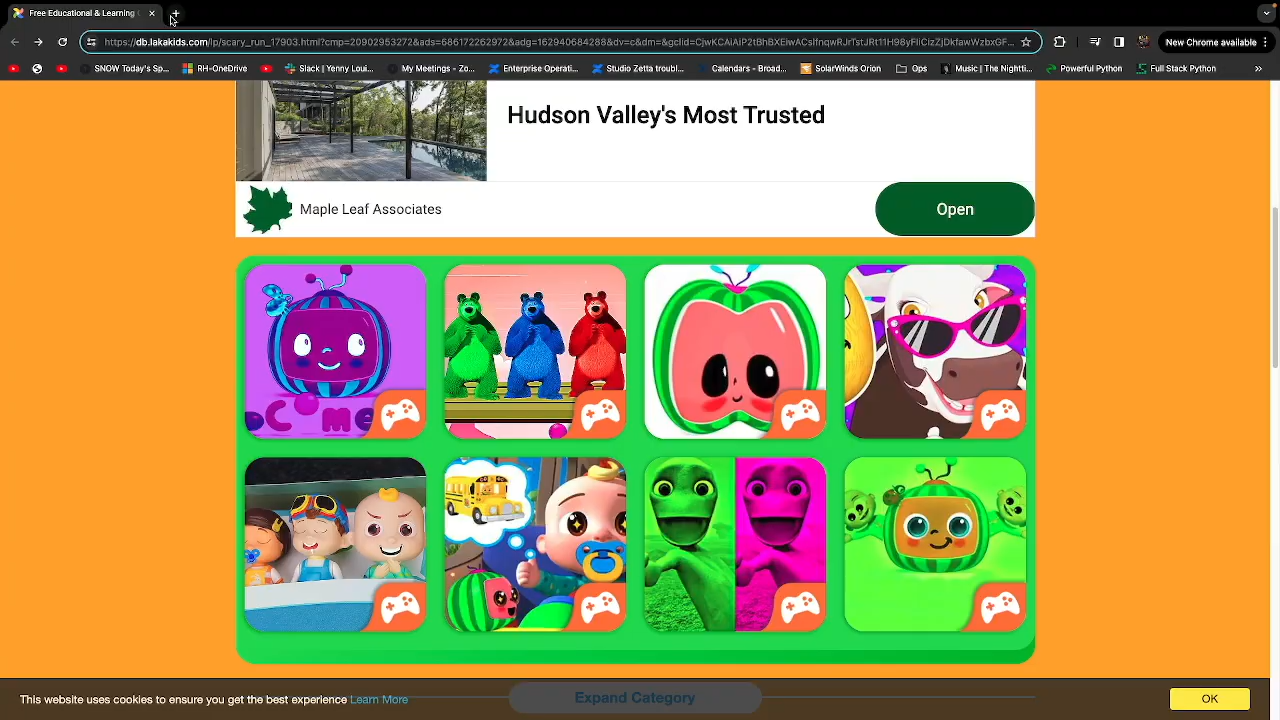 Free Educational & Learning
https://db.lakakids.com/lp/scary_run_17903.html?cmp=20902953272&ads=686172262972&adg=162940684288&dv=c&dm=&gclid=
New Chrome available
SNOW Today's Sp...
RH+OneDrive
Slack | Yenny Loui...
My Meetings - Zo...
Enterprise Operati...
Studio Zetta troubl...
Calendars - Broad...
SolarWinds Orion
Ops
Music | The Nightti...
Powerful Python
Full Stack Python
Hudson Valley's Most Trusted
Maple Leaf Associates
Open
Expand Category
This website uses cookies to ensure you get the best experience Learn More
OK